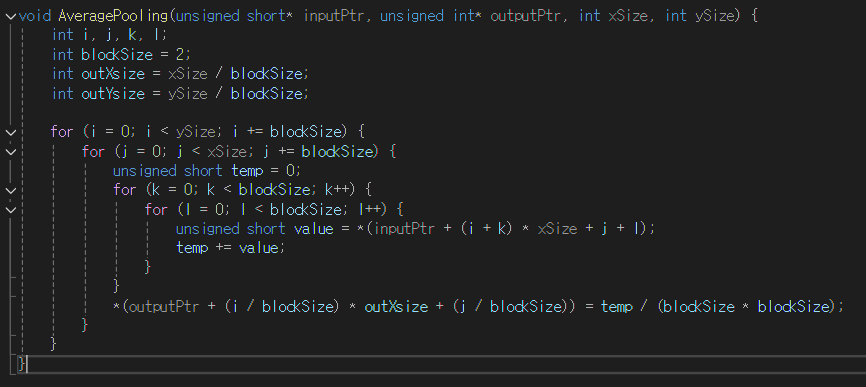 void AveragePooling(unsigned short* inputPtr, unsigned int* outputPtr, int xSize, int ySize) {
    int i, j, k, l;
    int blockSize = 2;
    int outXsize = xSize / blockSize;
    int outYsize = ySize / blockSize;

    for (i = 0; i < ySize; i += blockSize) {
        for (j = 0; j < xSize; j += blockSize) {
            unsigned short temp = 0;
            for (k = 0; k < blockSize; k++) {
                for (l = 0; l < blockSize; l++) {
                    unsigned short value = *(inputPtr + (i + k) * xSize + j + l);
                    temp += value;
                }
            }
            *(outputPtr + (i / blockSize) * outXsize + (j / blockSize)) = temp / (blockSize * blockSize);
        }
    }
}